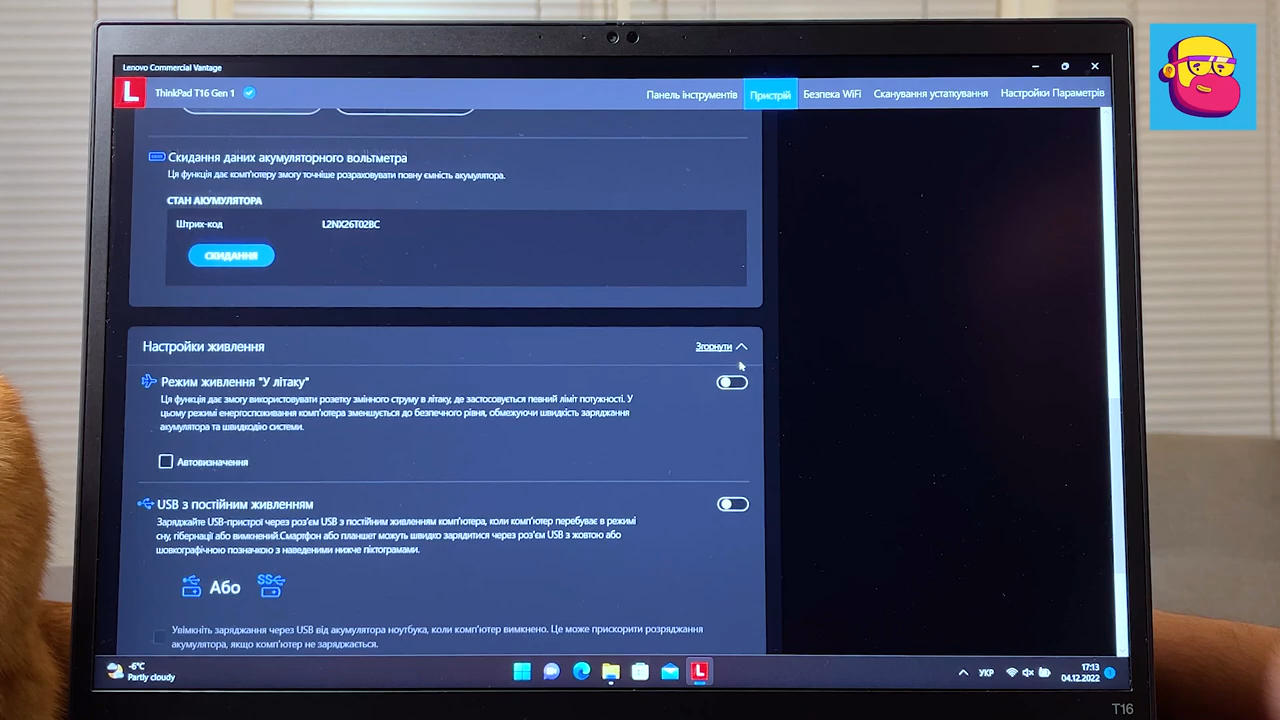 Lenovo Commercial Vantage
ThinkPad T16 Gen 1
Панель інструментів Пристрій Безпека WiFi Сканування устаткування Настройки Параметрів
Скидання даних акумуляторного вольтметра
Ця функція дає комп'ютеру змогу точніше розраховувати повну ємність акумулятора.
СТАН АКУМУЛЯТОРА
Штрих-код L2NX26T02BC
СКИДАННЯ
Настройки живлення Згорнути
Режим живлення "У літаку"
Ця функція дає змогу використовувати розетку змінного струму в літаку, де застосовується певний ліміт потужності. У
цьому режимі енергоспоживання комп'ютера зменшується до безпечного рівня, обмежуючи швидкість заряджання
акумулятора та швидкодію системи.
Автовизначення
USB з постійним живленням
Заряджайте USB-пристрої через роз'єм USB з постійним живленням комп'ютера, коли комп'ютер перебуває в режимі
сну, гібернації або вимкнений.Смартфон або планшет можуть швидко зарядитися через роз'єм USB з жовтою або
шовкографічною позначкою з наведеними нижче піктограмами.
Або SS
Увімкніть заряджання через USB від акумулятора ноутбука, коли комп'ютер вимкнено. Це може прискорити розряджання
акумулятора, якщо комп'ютер не заряджається.
-6°C
Partly cloudy
УКР
17:13
04.12.2022
T16